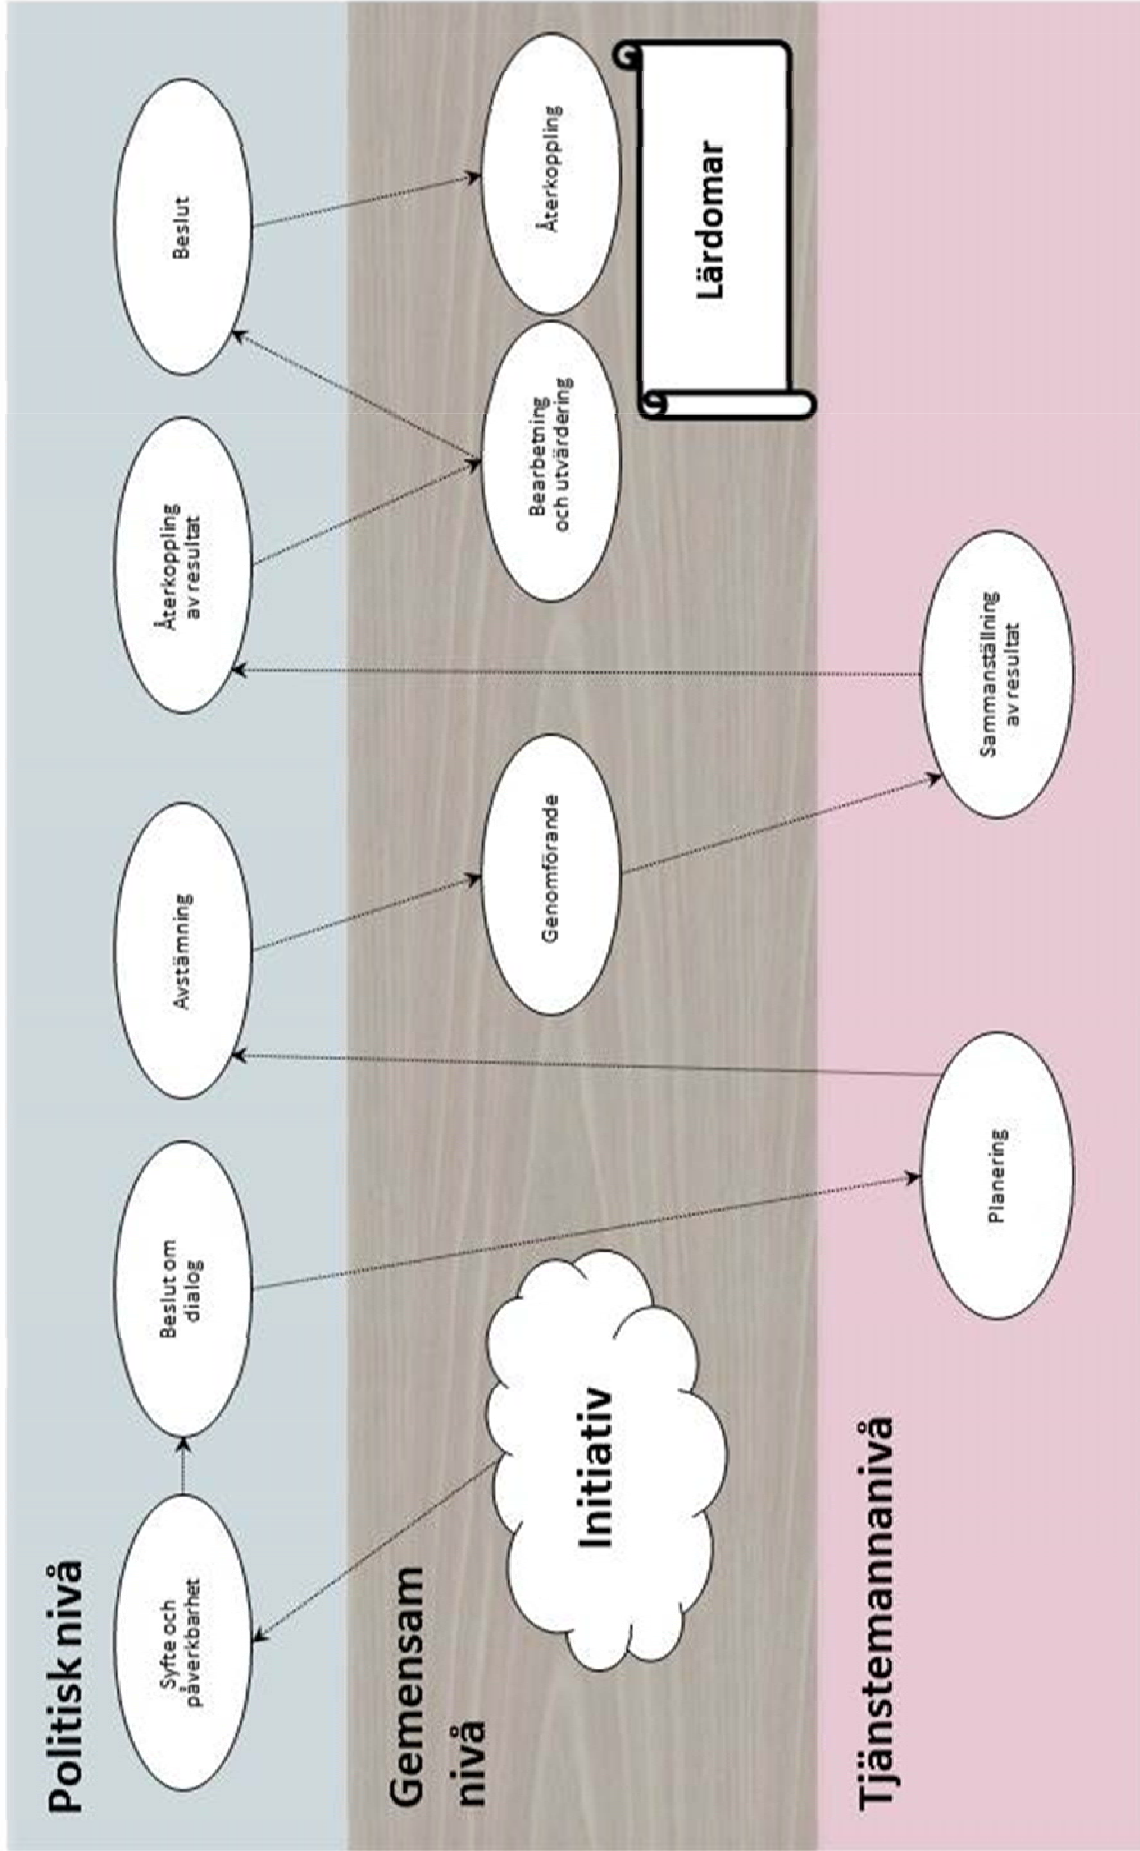 Politisk nivå
Syfte och
påverkbarhet
Beslut om
dialog
Avstämning
Återkoppling
av resultat
Beslut
Gemensam
nivå
Initiativ
Genomförande
Bearbetning
och utvärdering
Återkoppling
Lärdomar
Tjänstemannanivå
Planering
Sammanställning
av resultat